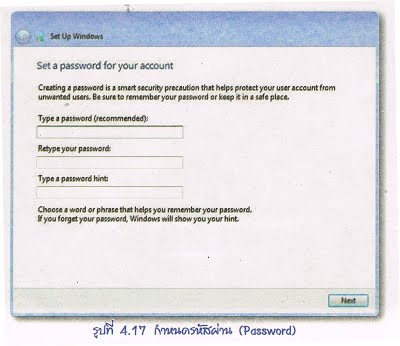 Set Up Windows
Set a password for your account
Creating a password is a smart security precaution that helps protect your user account from
unwanted users. Be sure to remember your password or keep it in a safe place.
Type a password (recommended):
Retype your password:
Type a password hint:
Choose a word or phrase that helps you remember your password.
If you forget your password, Windows will show you your hint.
Next
รูปที่ 4.17 กำหนดรหัสผ่าน (Password)